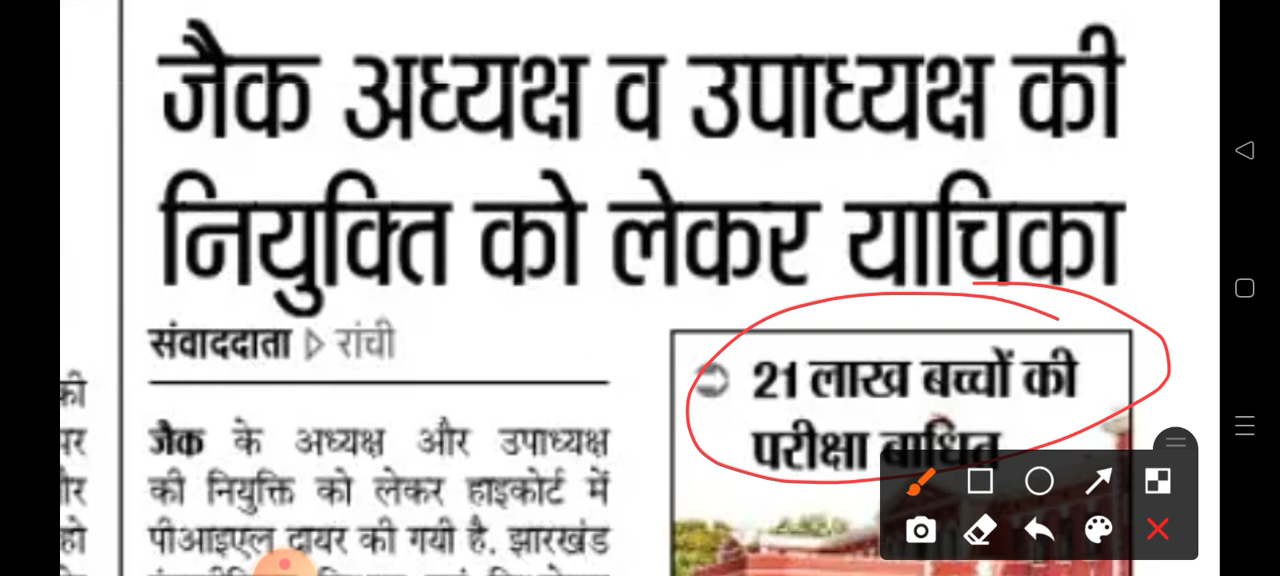 जैक अध्यक्ष व उपाध्यक्ष की
नियुक्ति को लेकर याचिका
संवाददाता ▷ रांची
21 लाख बच्चों की
परीक्षा बाधित
की
जैक के अध्यक्ष और उपाध्यक्ष
की नियुक्ति को लेकर हाइकोर्ट में
पीआइएल दायर की गयी है. झारखंड